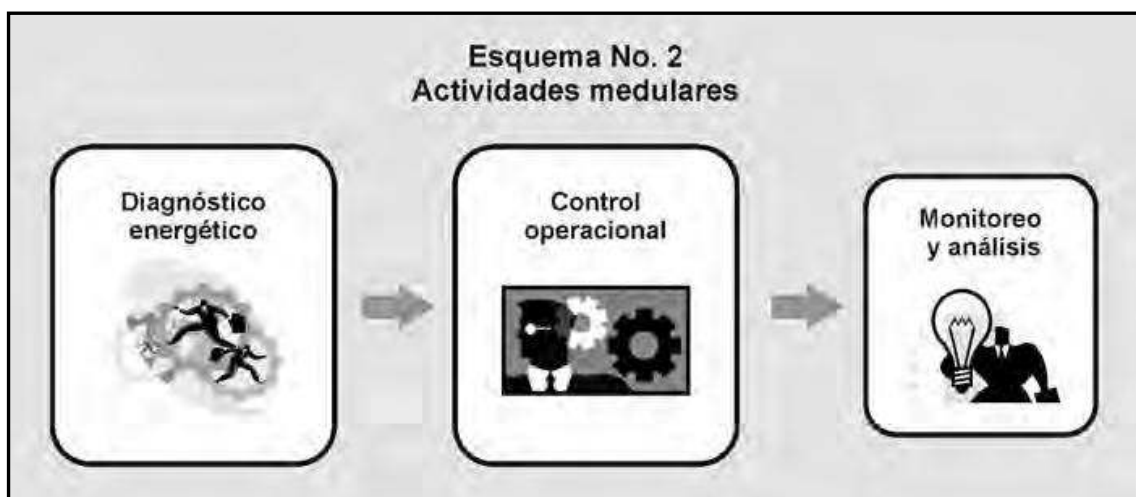 Esquema No. 2
Actividades medulares
Diagnóstico
energético
Control
operacional
Monitoreo
y análisis